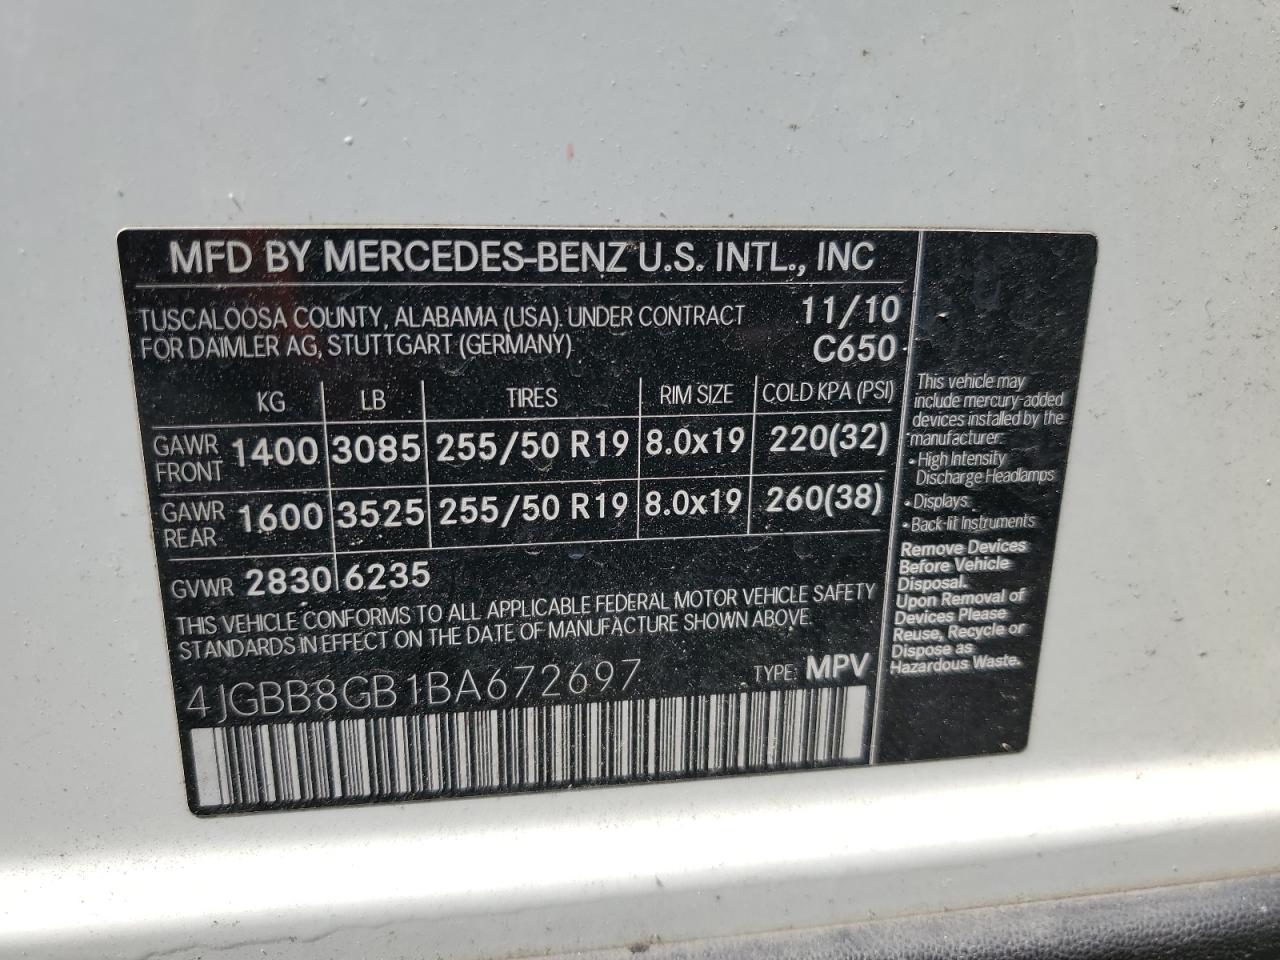 MFD BY MERCEDES-BENZ U.S. INTL., INC
TUSCALOOSA COUNTY, ALABAMA (USA). UNDER CONTRACT 11/10
FOR DAIMLER AG, STUTTGART (GERMANY) C650
KG LB TIRES RIM SIZE COLD KPA (PSI)
GAWR FRONT 1400 3085 255/50 R19 8.0x19 220(32)
GAWR REAR 1600 3525 255/50 R19 8.0x19 260(38)
GVWR 2830 6235
THIS VEHICLE CONFORMS TO ALL APPLICABLE FEDERAL MOTOR VEHICLE SAFETY
STANDARDS IN EFFECT ON THE DATE OF MANUFACTURE SHOWN ABOVE.
4JGBB8GB1BA672697 TYPE: MPV
This vehicle may
include mercury-added
devices installed by the
manufacturer:
• High Intensity
Discharge Headlamps
• Displays
• Back-lit Instruments
Remove Devices
Before Vehicle
Disposal.
Upon Removal of
Devices Please
Reuse, Recycle or
Dispose as
Hazardous Waste.